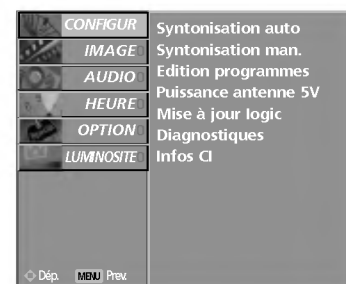 CONFIGUR
IMAGE
AUDIO
HEURE
OPTION
LUMINOSITE
Syntonisation auto
Syntonisation man.
Edition programmes
Puissance antenne 5V
Mise à jour logic
Diagnostiques
Infos CI
Dép. MENU Prev.